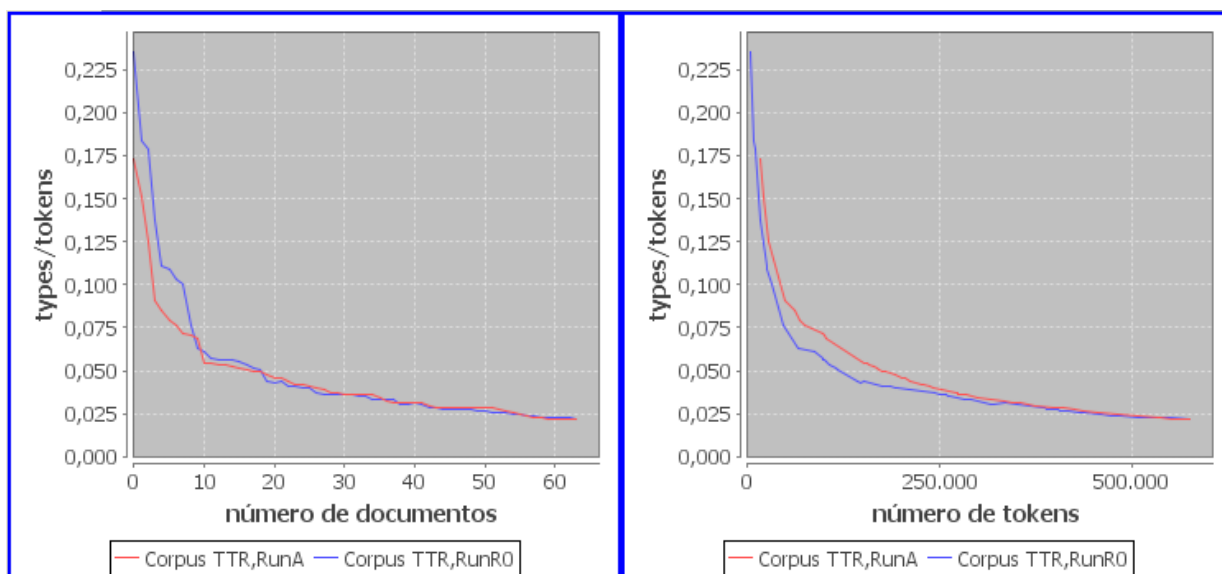 types/tokens
0,225
0,200
0,175
0,150
0,125
0,100
0,075
0,050
0,025
0,000
0 10 20 30 40 50 60
número de documentos
Corpus TTR,RunA Corpus TTR,RunR0
types/tokens
0,225
0,200
0,175
0,150
0,125
0,100
0,075
0,050
0,025
0,000
0 250.000 500.000
número de tokens
Corpus TTR,RunA Corpus TTR,RunR0